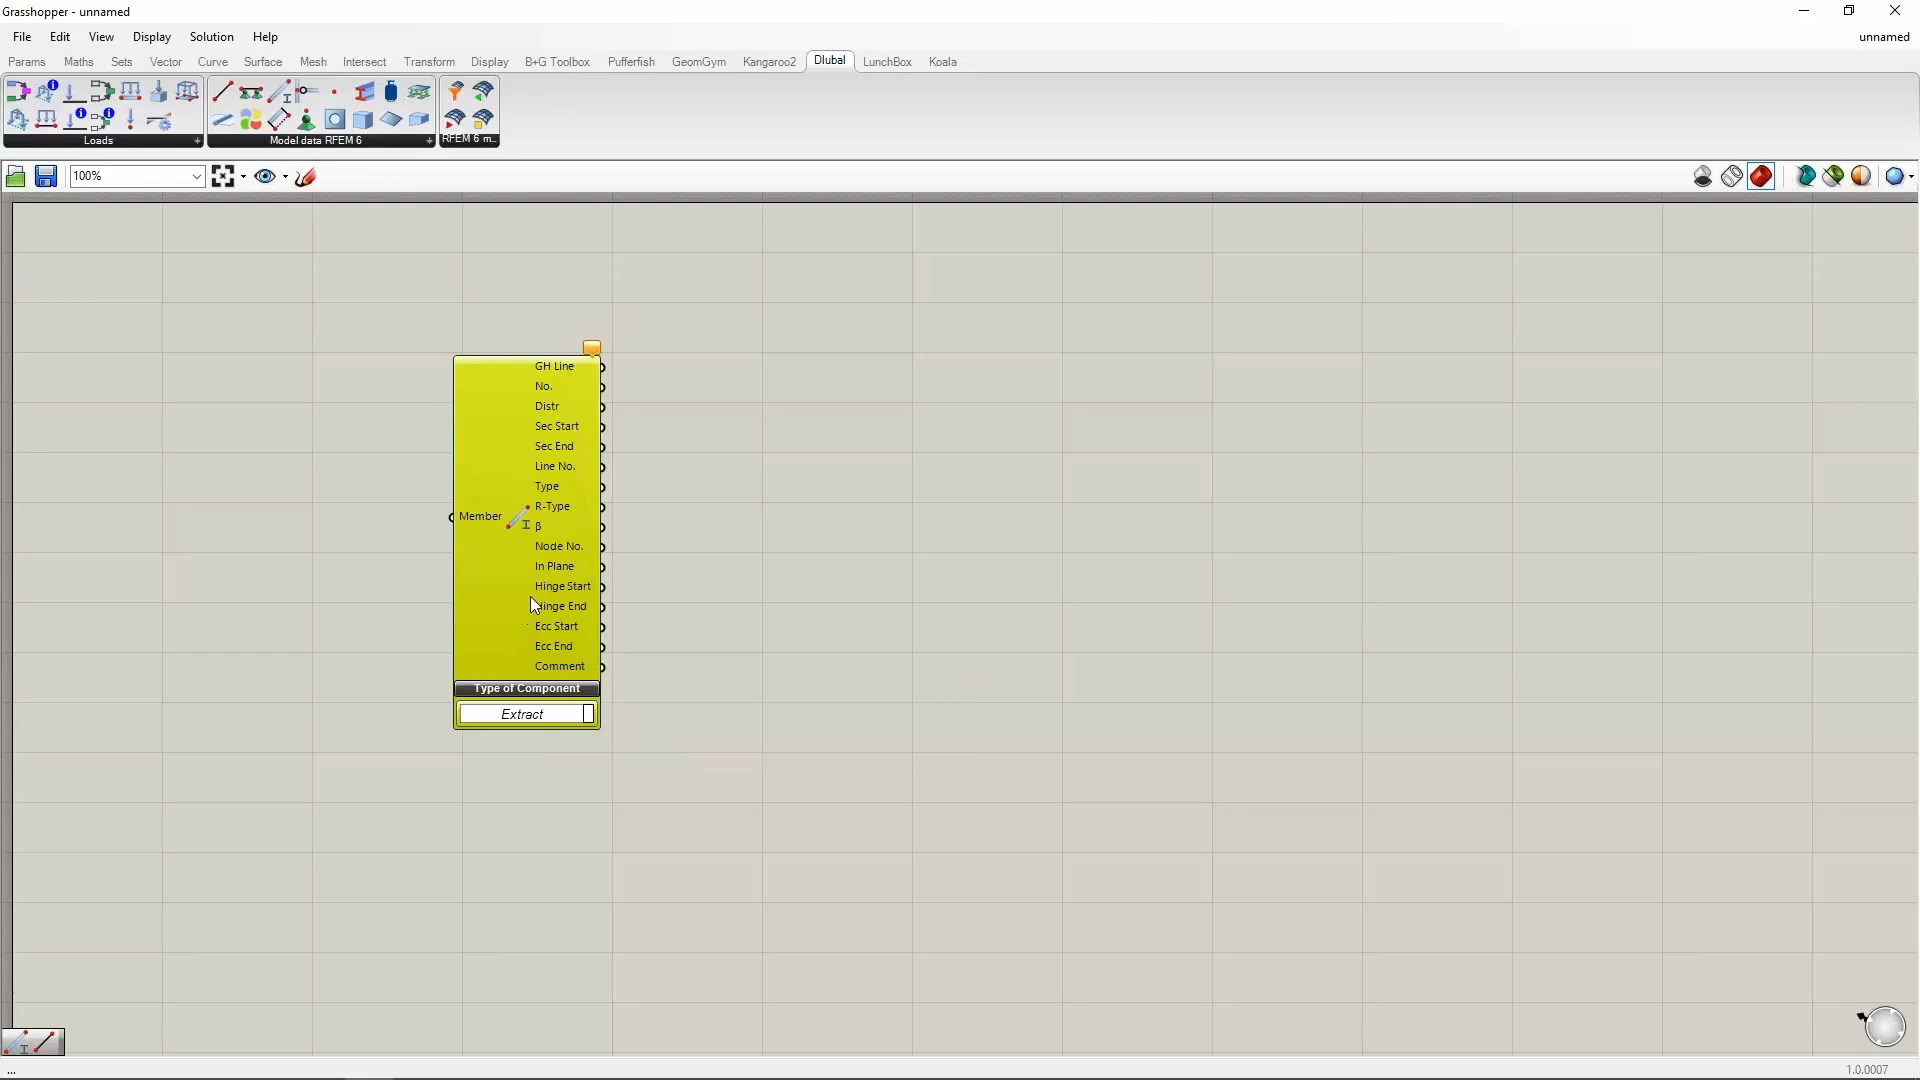 Grasshopper - unnamed
File Edit View Display Solution Help unnamed
Params Maths Sets Vector Curve Surface Mesh Intersect Transform Display B+G Toolbox Pufferfish GeomGym Kangaroo2 Dlubal LunchBox Koala
Loads + Model data RFEM 6 + RFEM 6 m...
100%
GH Line
No.
Distr
Sec Start
Sec End
Line No.
Type
R-Type
Member
β
Node No.
In Plane
Hinge Start
inge End
Ecc Start
Ecc End
Comment
Type of Component
Extract
...
1.0.0007